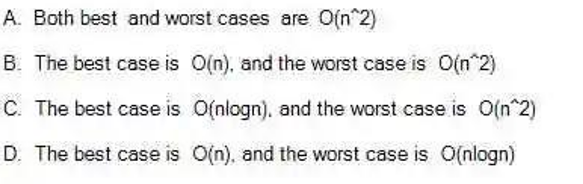 A. Both best and worst cases are O(n^2)
B. The best case is O(n), and the worst case is O(n^2)
C. The best case is O(nlogn), and the worst case is O(n^2)
D. The best case is O(n), and the worst case is O(nlogn)